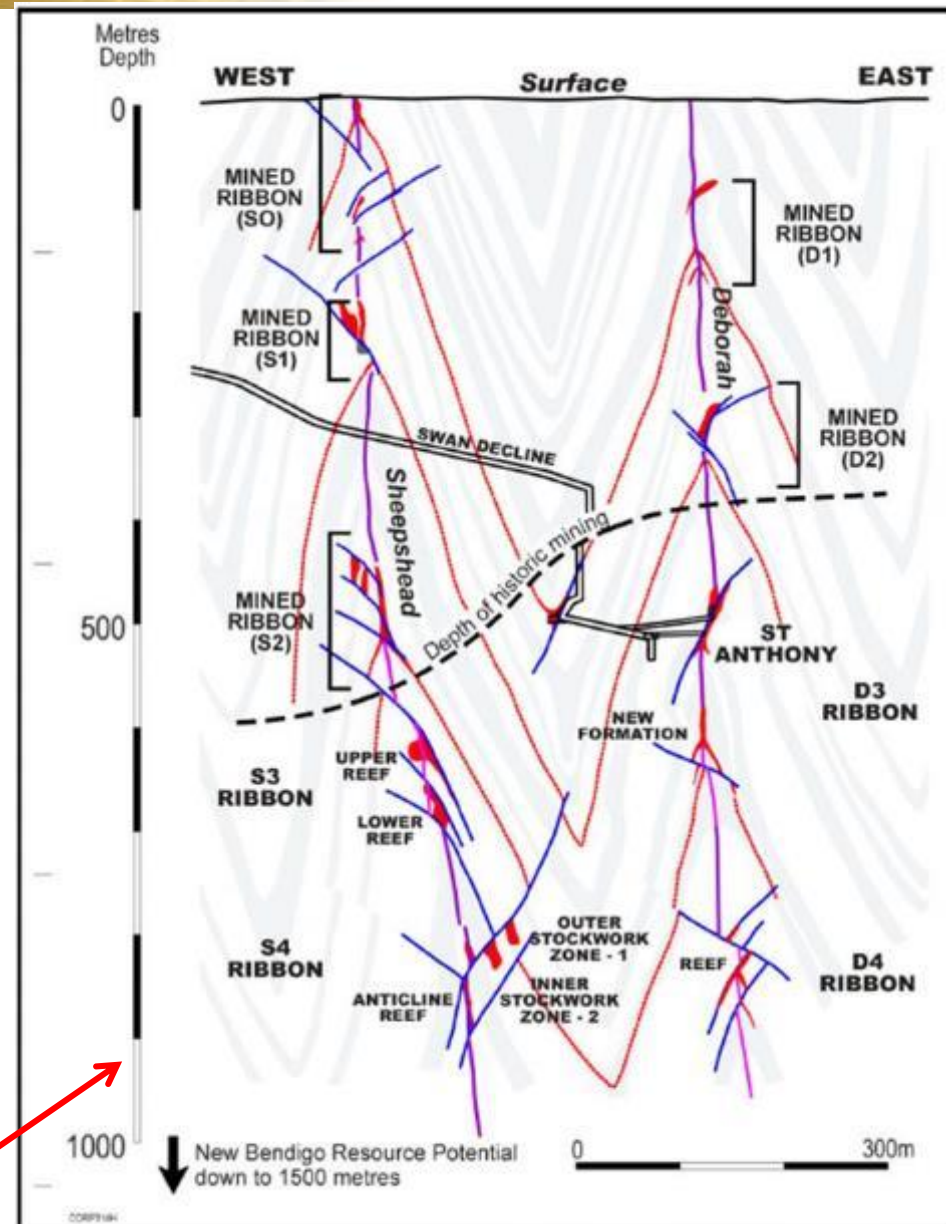 Metres
Depth
WEST
Surface
EAST
0
MINED
RIBBON
(SO)
MINED
RIBBON
(D1)
Deborah
MINED
RIBBON
(S1)
MINED
RIBBON
(D2)
SWAN DECLINE
Sheepshead
Depth of historic mining
MINED
RIBBON
(S2)
500
ST
ANTHONY
D3
RIBBON
NEW
FORMATION
UPPER
REEF
S3
RIBBON
LOWER
REEF
OUTER
STOCKWORK
ZONE - 1
S4
RIBBON
REEF
D4
RIBBON
ANTICLINE
REEF
INNER
STOCKWORK
ZONE - 2
1000
New Bendigo Resource Potential
down to 1500 metres
0
300m